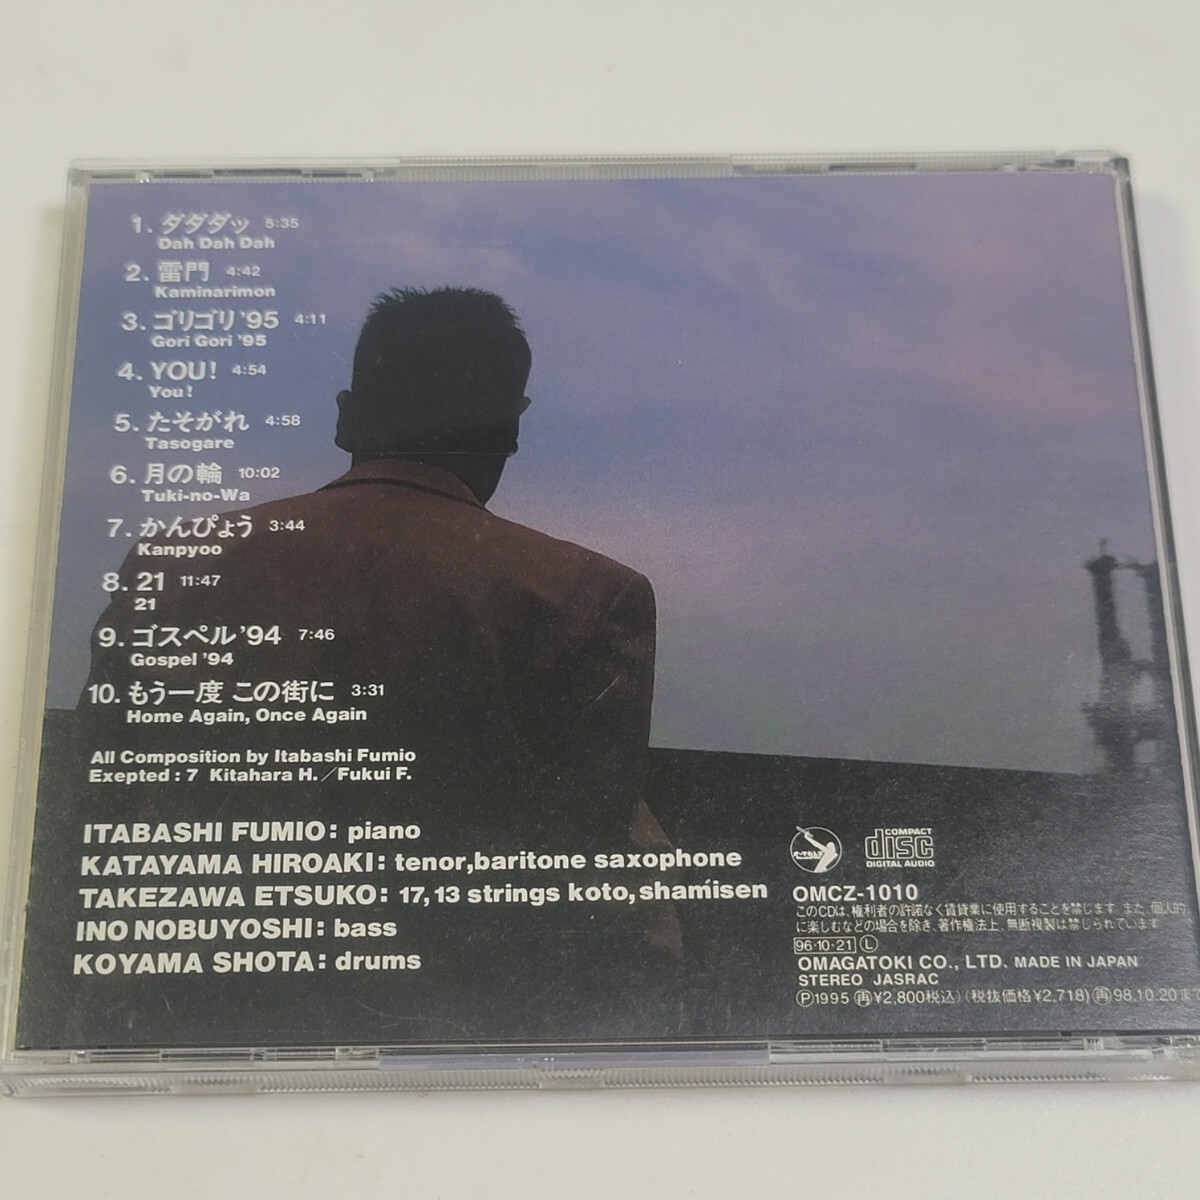 1. ダダダッ 5:35
Dah Dah Dah
2. 雷門 4:42
Kaminarimon
3. ゴリゴリ '95 4:11
Gori Gori '95
4. YOU! 4:54
You!
5. たそがれ 4:58
Tasogare
6. 月の輪 10:02
Tuki-no-Wa
7. かんぴょう 3:44
Kanpyoo
8. 21 11:47
21
9. ゴスペル '94 7:46
Gospel '94
10. もう一度 この街に 3:31
Home Again, Once Again
All Composition by Itabashi Fumio
Exepted : 7 Kitahara H.／Fukui F.
ITABASHI FUMIO: piano
KATAYAMA HIROAKI: tenor,baritone saxophone
TAKEZAWA ETSUKO: 17,13 strings koto,shamisen
INO NOBUYOSHI: bass
KOYAMA SHOTA: drums
COMPACT
disc
DIGITAL AUDIO
OMCZ-1010
このCDは、権利者の許諾なく賃貸業に使用することを禁じます。また、個人的
に楽しむなどの場合を除き、著作権法上、無断複製は禁じられています
96·10·21 Ⓛ
OMAGATOKI CO., LTD. MADE IN JAPAN
STEREO JASRAC
Ⓟ1995 再¥2,800税込)(税抜価格¥2,718) 再98.10.20まで